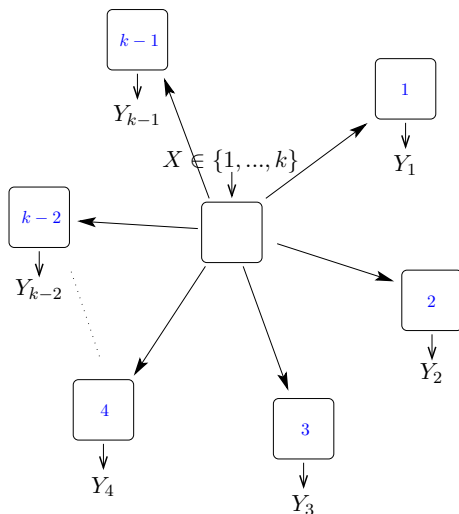 k − 1
Y_{k−1}
1
Y_1
X ∈ {1, ..., k}
k − 2
Y_{k−2}
2
Y_2
4
Y_4
3
Y_3